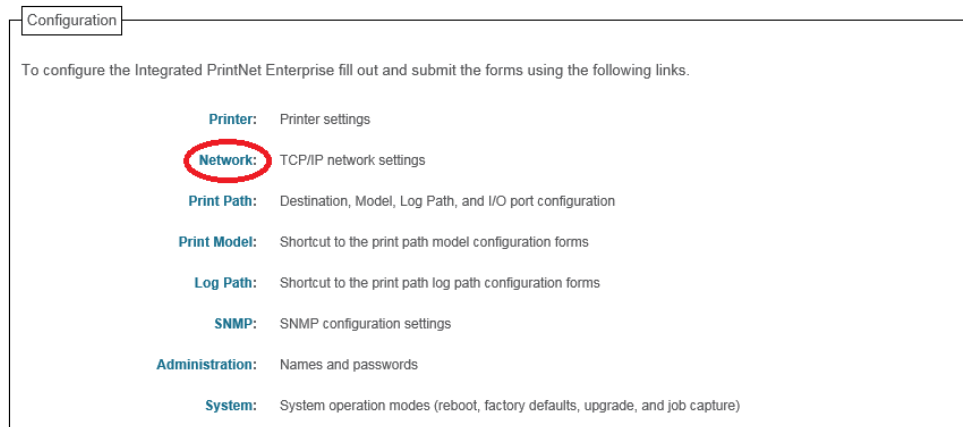 Configuration
To configure the Integrated PrintNet Enterprise fill out and submit the forms using the following links.
Printer: Printer settings
Network: TCP/IP network settings
Print Path: Destination, Model, Log Path, and I/O port configuration
Print Model: Shortcut to the print path model configuration forms
Log Path: Shortcut to the print path log path configuration forms
SNMP: SNMP configuration settings
Administration: Names and passwords
System: System operation modes (reboot, factory defaults, upgrade, and job capture)